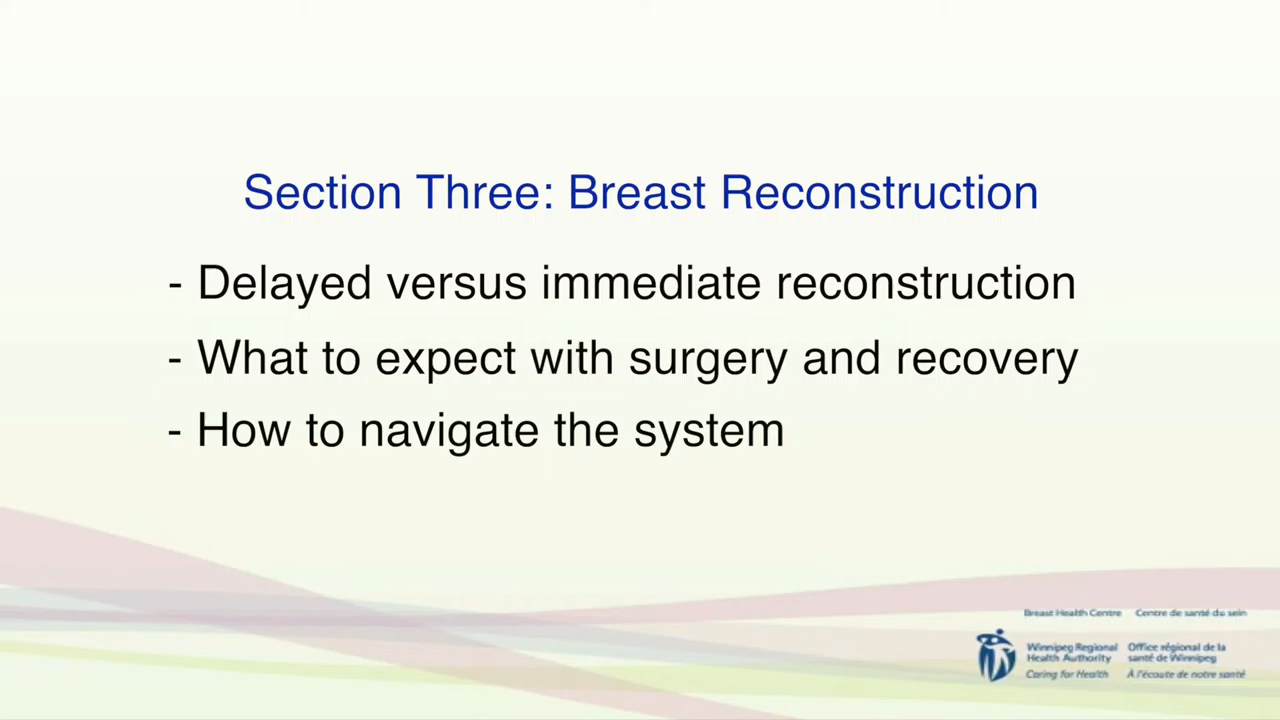 Section Three: Breast Reconstruction
- Delayed versus immediate reconstruction
- What to expect with surgery and recovery
- How to navigate the system
Breast Health Centre Centre de santé du sein
Winnipeg Regional Office régional de la
Health Authority santé de Winnipeg
Caring for Health À l'écoute de notre santé